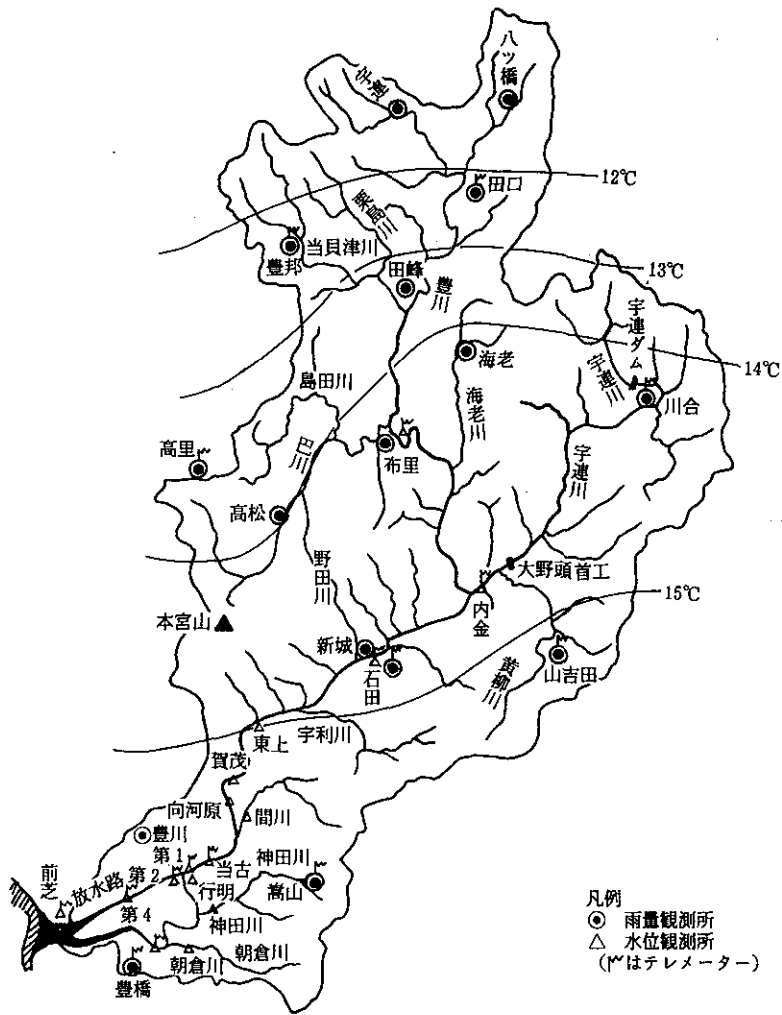 八ッ橋
宇連
田口
12℃
栗島川
当貝津川
豊邦
田峰
豊川
13℃
海老
宇連ダム
宇連川
14℃
川合
島田川
海老川
高里
巴川
布里
宇連川
高松
野田川
大野頭首工
内金
15℃
本宮山
新城
石田
黄柳川
山吉田
東上
宇利川
賀茂
向河原
間川
豊川
第1
当古
神田川
前芝
放水路
第2
行明
嵩山
第4
神田川
朝倉川
朝倉川
豊橋
凡例
雨量観測所
水位観測所
(はテレメーター)